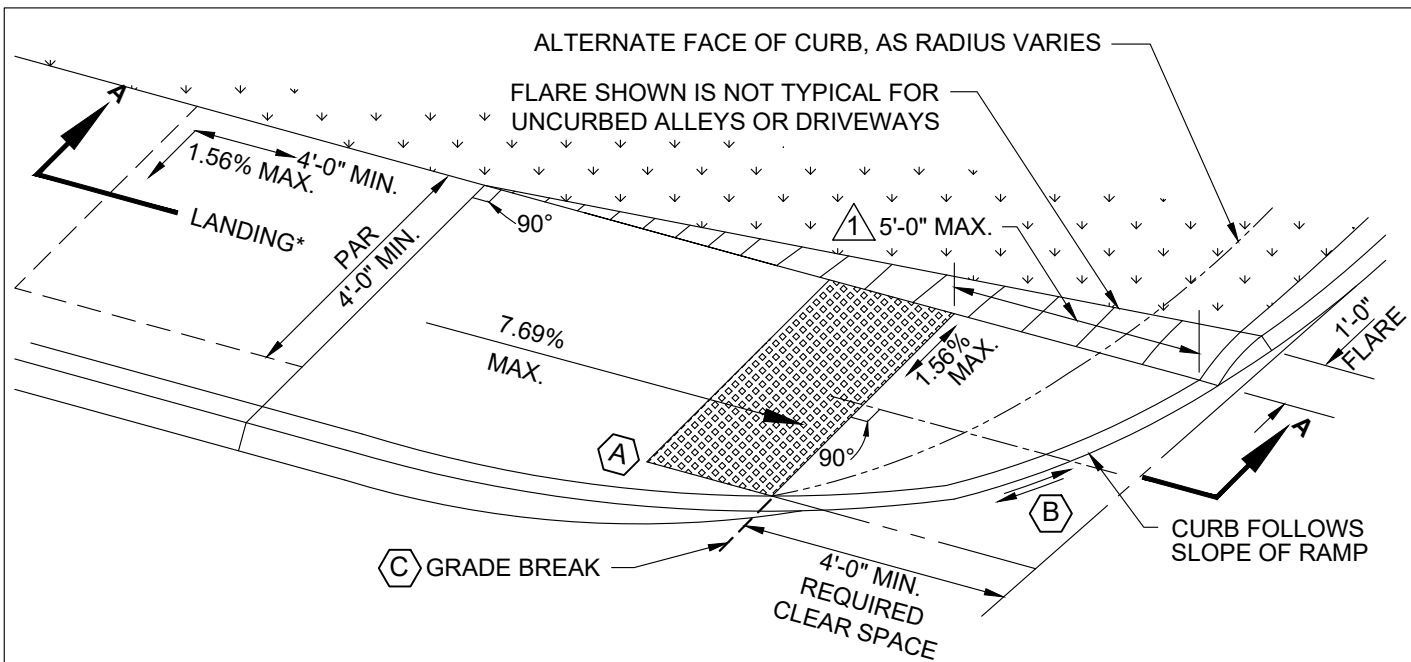 ALTERNATE FACE OF CURB, AS RADIUS VARIES
FLARE SHOWN IS NOT TYPICAL FOR
UNCURBED ALLEYS OR DRIVEWAYS
A
4'-0" MIN.
1.56% MAX.
LANDING*
PAR
4'-0" MIN.
90°
1
5'-0" MAX.
7.69%
MAX.
1.56%
MAX.
1'-0"
FLARE
A
90°
A
B
CURB FOLLOWS
SLOPE OF RAMP
C
GRADE BREAK
4'-0" MIN.
REQUIRED
CLEAR SPACE